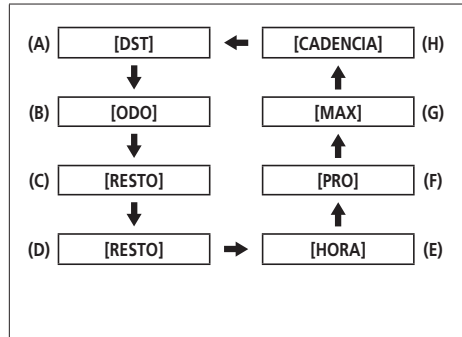 (A) [DST] [CADENCIA] (H)
(B) [ODO] [MAX] (G)
(C) [RESTO] [PRO] (F)
(D) [RESTO] [HORA] (E)